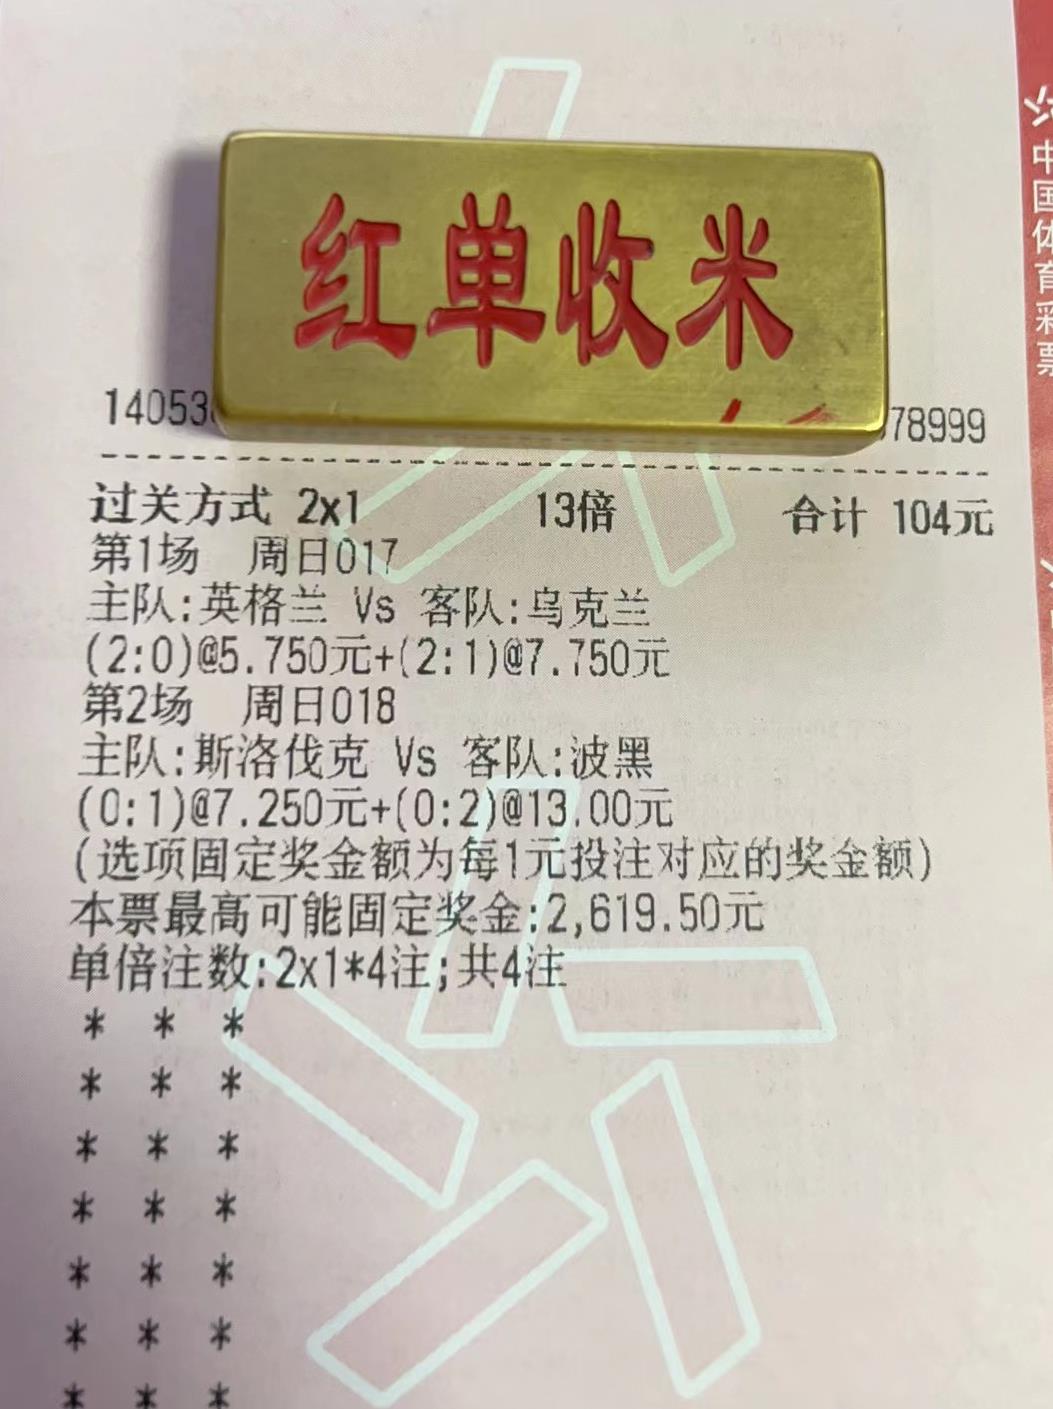 红单收米
中国体育彩票
14053
78999
过关方式 2x1 13倍 合计 104元
第1场 周日017
主队:英格兰 Vs 客队:乌克兰
(2:0)@5.750元+(2:1)@7.750元
第2场 周日018
主队:斯洛伐克 Vs 客队:波黑
(0:1)@7.250元+(0:2)@13.00元
(选项固定奖金额为每1元投注对应的奖金额)
本票最高可能固定奖金:2,619.50元
单倍注数:2x1*4注;共4注
* * *
* * *
* * *
* * *
* * *
* * *
* * *